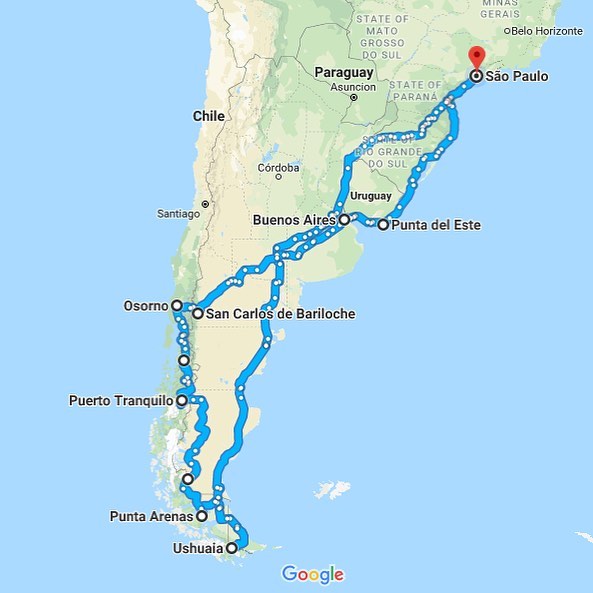 MINAS
GERAIS
STATE OF
MATO
GROSSO
DO SUL
Belo Horizonte
Paraguay
Asuncion
São Paulo
STATE OF
PARANÁ
Chile
STATE OF
RIO GRANDE
DO SUL
Córdoba
Uruguay
Santiago
Buenos Aires
Punta del Este
Osorno
San Carlos de Bariloche
Puerto Tranquilo
Punta Arenas
Ushuaia
Google